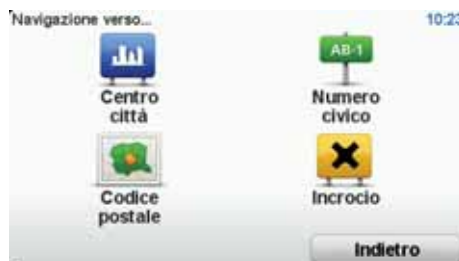 Navigazione verso...
10:23
AB-1
Centro
città
Numero
civico
Codice
postale
Incrocio
Indietro